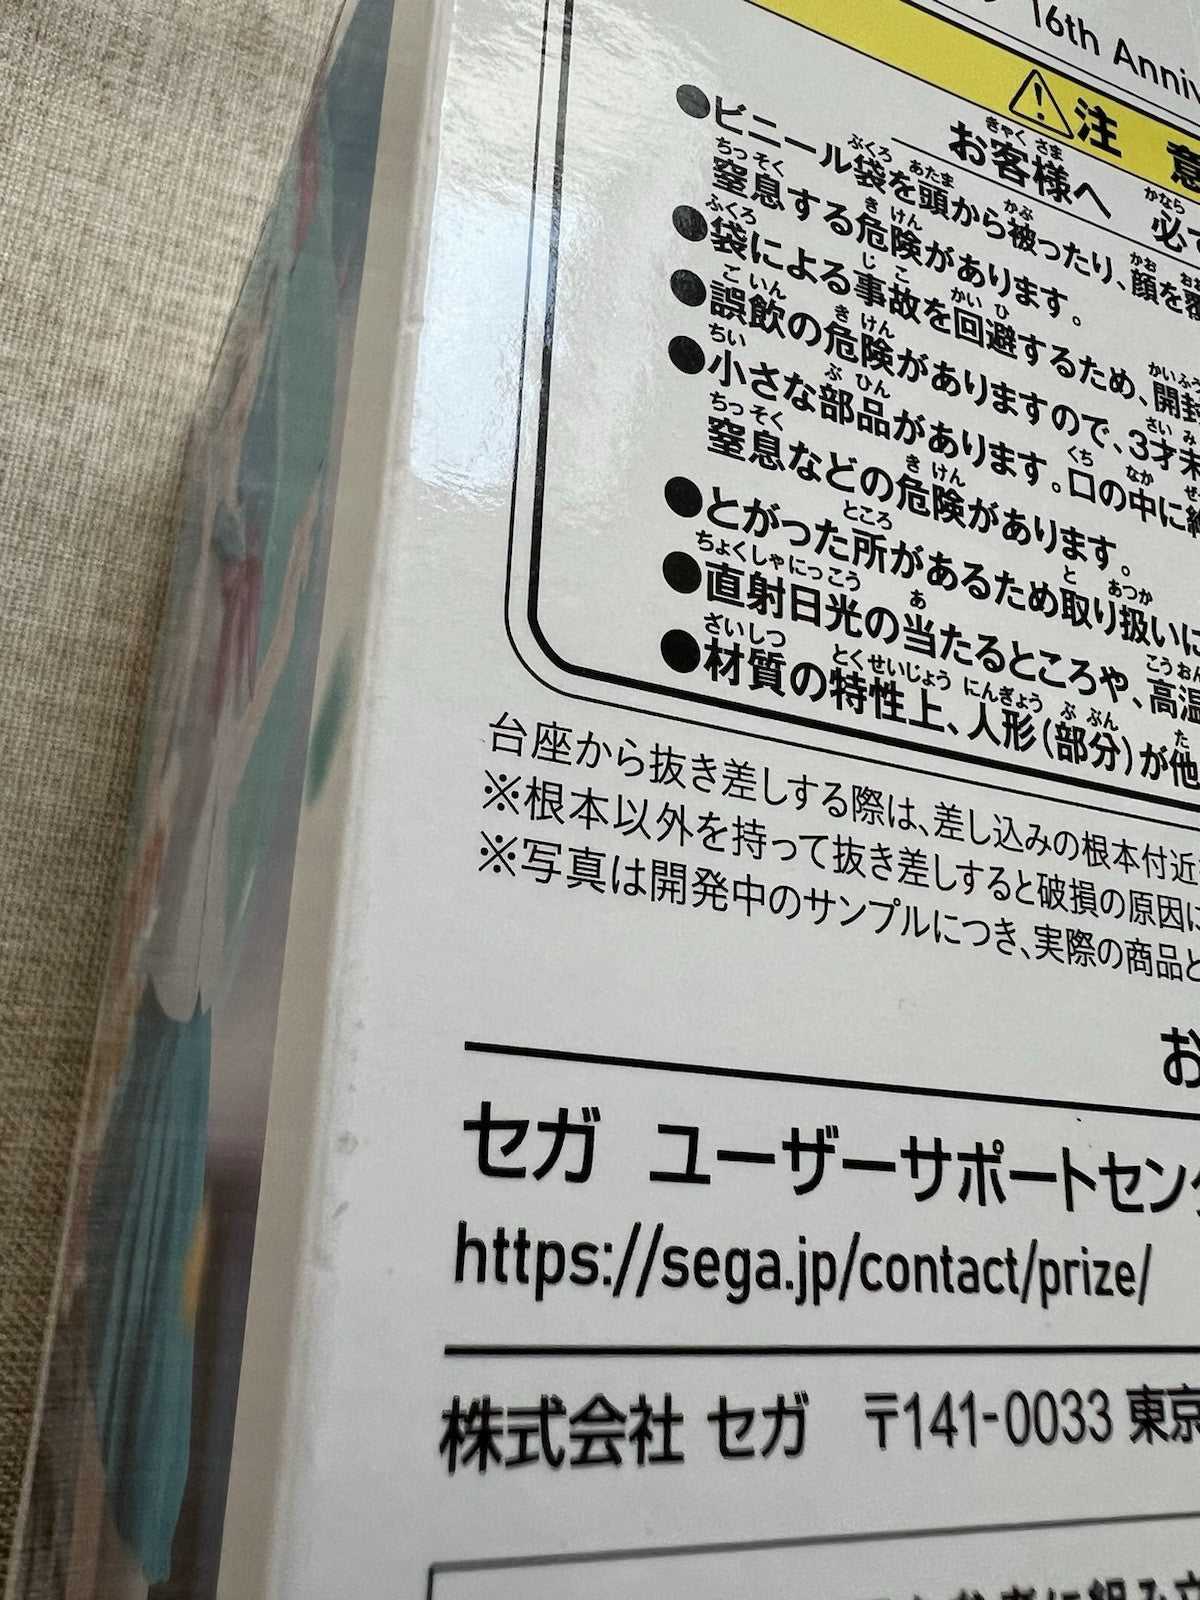 16th Anniv
注 意
お客様へ 必
●ビニール袋を頭から被ったり、顔を覆
窒息する危険があります。
●袋による事故を回避するため、開封
●誤飲の危険がありますので、3才未
●小さな部品があります。口の中に絶
窒息などの危険があります。
●とがった所があるため取り扱いに
●直射日光の当たるところや、高温
●材質の特性上、人形(部分)が他
台座から抜き差しする際は、差し込みの根本付近
※根本以外を持って抜き差しすると破損の原因に
※写真は開発中のサンプルにつき、実際の商品と
お
セガ ユーザーサポートセン
https://sega.jp/contact/prize/
株式会社 セガ 〒141-0033 東京